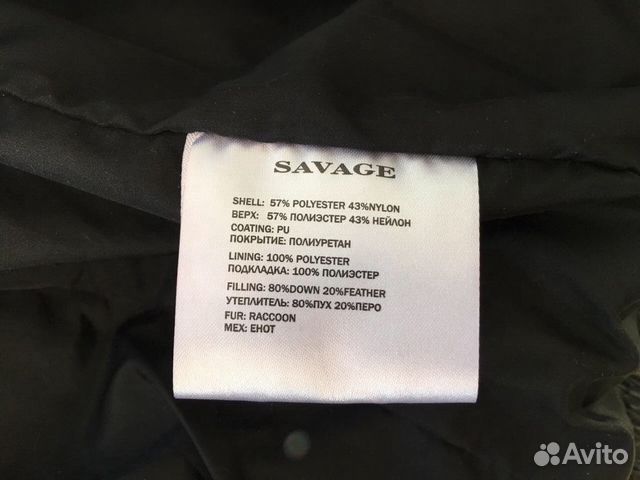 SAVAGE
SHELL: 57% POLYESTER 43%NYLON
ВЕРХ: 57% ПОЛИЭСТЕР 43% НЕЙЛОН
COATING: PU
ПОКРЫТИЕ: ПОЛИУРЕТАН
LINING: 100% POLYESTER
ПОДКЛАДКА: 100% ПОЛИЭСТЕР
FILLING: 80%DOWN 20%FEATHER
УТЕПЛИТЕЛЬ: 80%ПУХ 20%ПЕРО
FUR: RACCOON
МЕХ: ЕНОТ
Avito